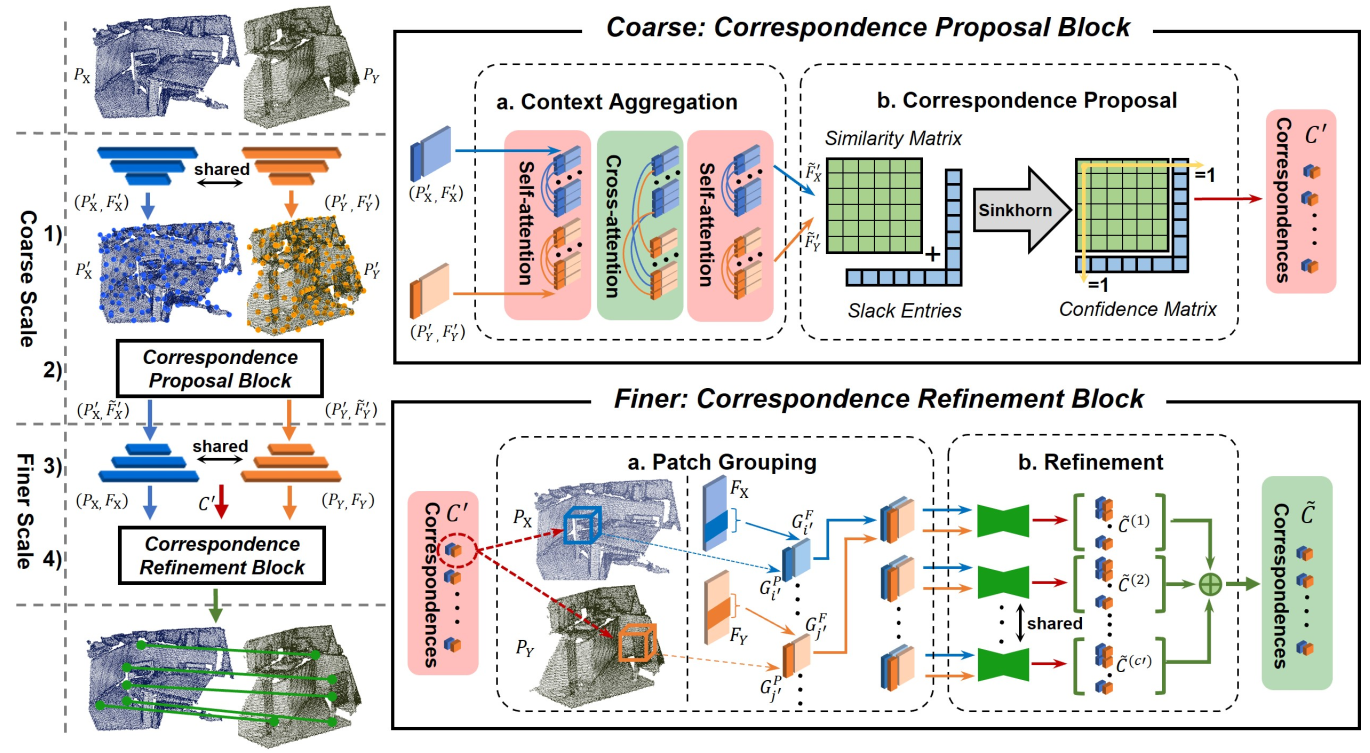 P_X
P_Y
Coarse Scale
1)
shared
(P'_X, F'_X)
(P'_Y, F'_Y)
P'_X
P'_Y
2)
Correspondence
Proposal Block
(P'_X, F̃'_X)
(P'_Y, F̃'_Y)
Finer Scale
3)
shared
(P_X, F_X)
C'
(P_Y, F_Y)
4)
Correspondence
Refinement Block
Coarse: Correspondence Proposal Block
a. Context Aggregation
(P'_X, F'_X)
(P'_Y, F'_Y)
Self-attention
Cross-attention
Self-attention
F̃'_X
F̃'_Y
b. Correspondence Proposal
Similarity Matrix
+
Slack Entries
Sinkhorn
=1
=1
Confidence Matrix
C'
Correspondences
Finer: Correspondence Refinement Block
C'
Correspondences
a. Patch Grouping
P_X
P_Y
F_X
G^F_{i'}
G^P_{i'}
F_Y
G^F_{j'}
G^P_{j'}
b. Refinement
shared
C̃^{(1)}
C̃^{(2)}
C̃^{(c')}
C̃
Correspondences